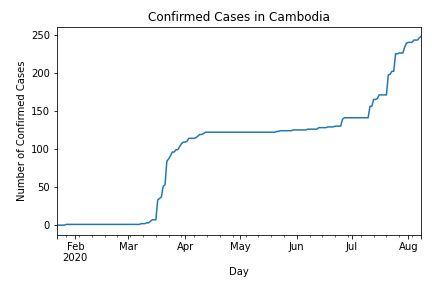 Confirmed Cases in Cambodia
Number of Confirmed Cases
250
200
150
100
50
0
Feb Mar Apr May Jun Jul Aug
2020
Day